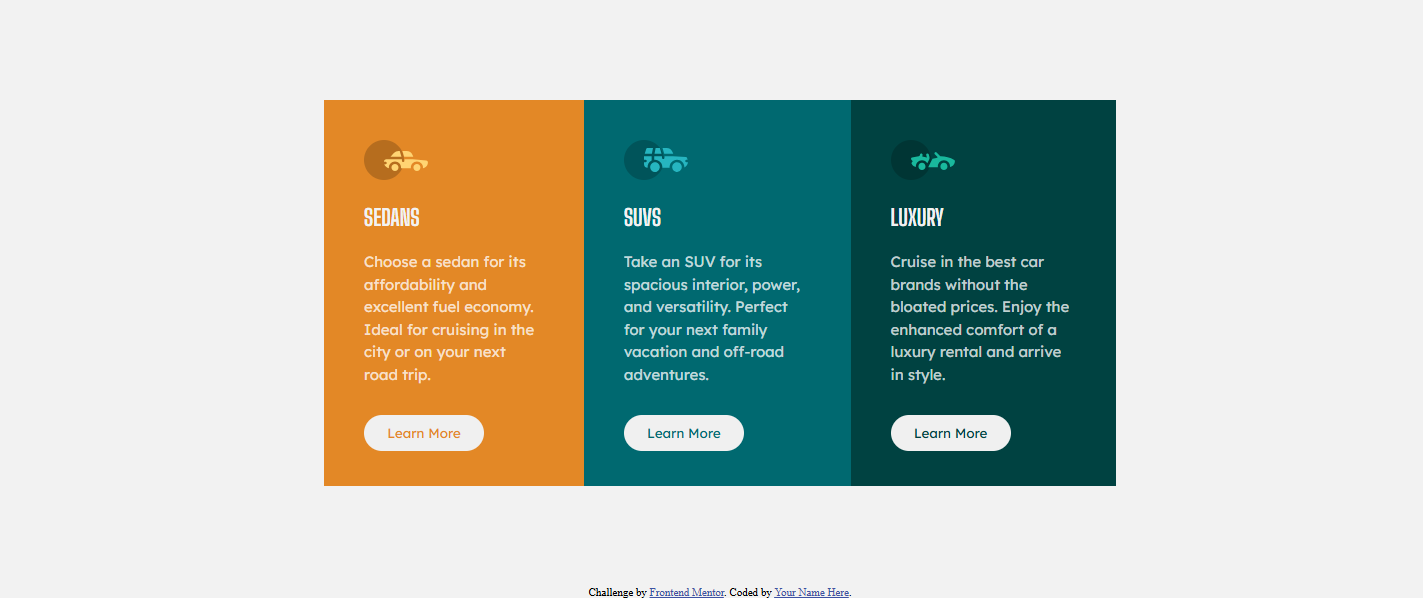 SEDANS
Choose a sedan for its
affordability and
excellent fuel economy.
Ideal for cruising in the
city or on your next
road trip.
Learn More
SUVS
Take an SUV for its
spacious interior, power,
and versatility. Perfect
for your next family
vacation and off-road
adventures.
Learn More
LUXURY
Cruise in the best car
brands without the
bloated prices. Enjoy the
enhanced comfort of a
luxury rental and arrive
in style.
Learn More
Challenge by Frontend Mentor. Coded by Your Name Here.